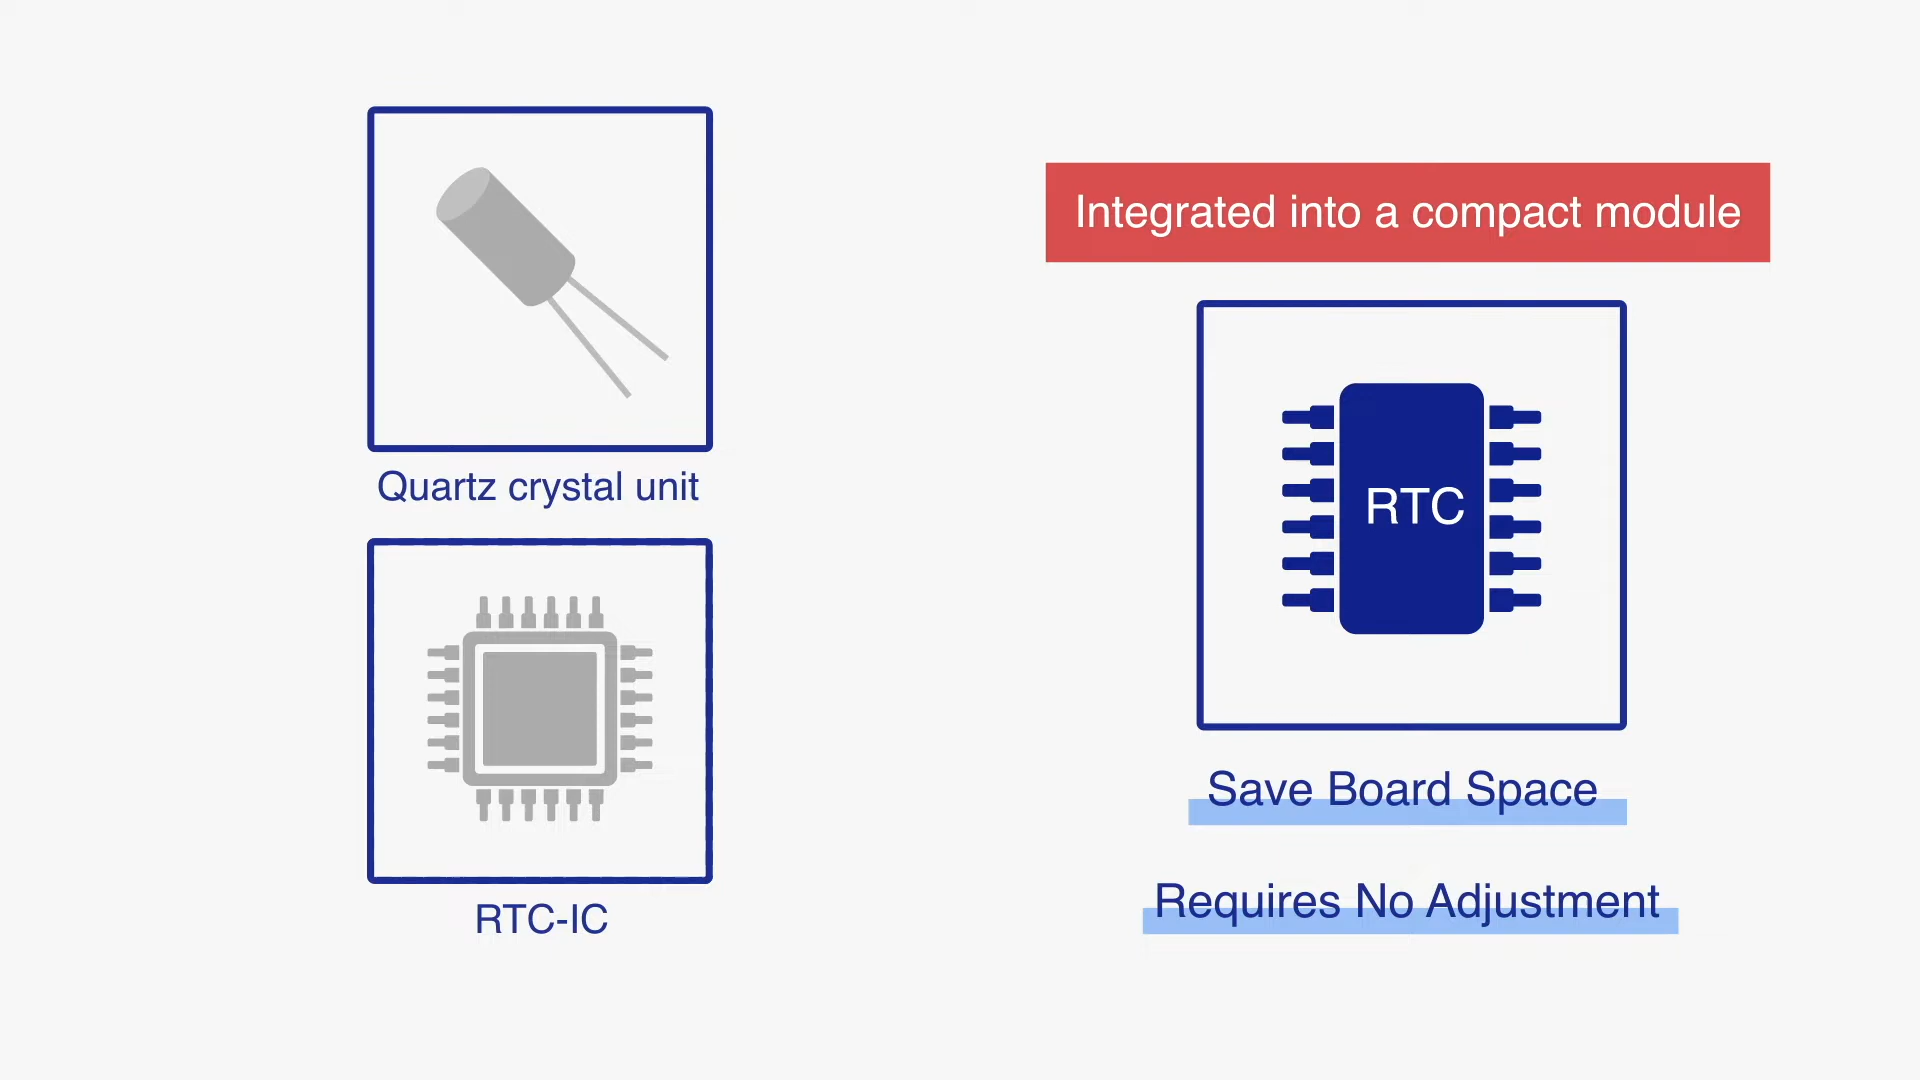 Quartz crystal unit
RTC-IC
Integrated into a compact module
RTC
Save Board Space
Requires No Adjustment